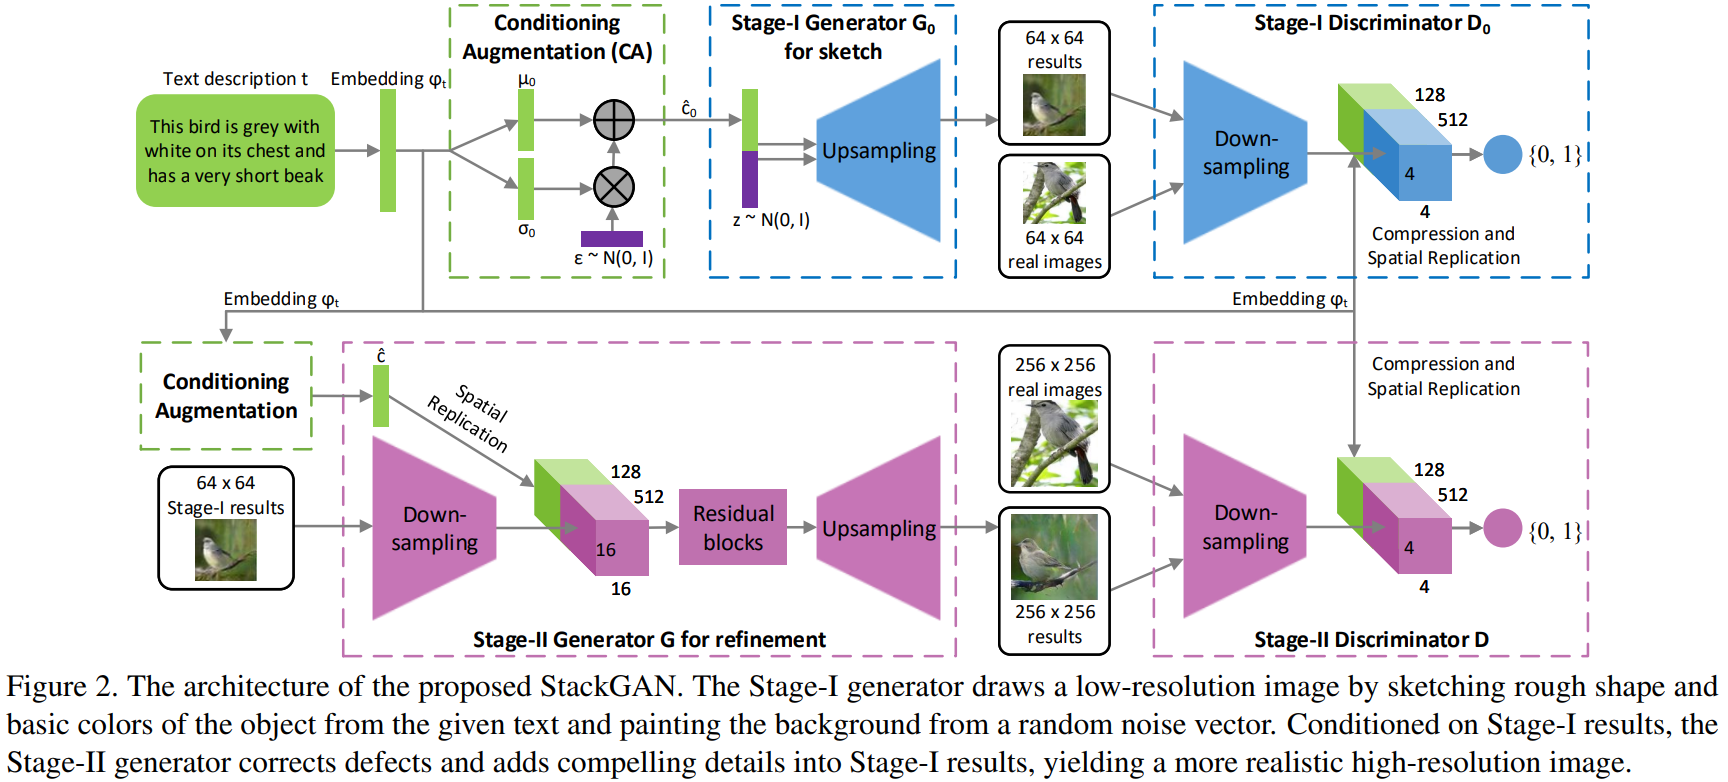 Text description t
This bird is grey with
white on its chest and
has a very short beak
Embedding φt
Conditioning
Augmentation (CA)
μ0
σ0
ε ~ N(0, I)
ĉ0
Stage-I Generator G0
for sketch
z ~ N(0, I)
Upsampling
64 x 64
results
64 x 64
real images
Stage-I Discriminator D0
Down-
sampling
128
512
4
4
{0, 1}
Compression and
Spatial Replication
Embedding φt
Embedding φt
Conditioning
Augmentation
64 x 64
Stage-I results
ĉ
Spatial
Replication
Down-
sampling
128
512
16
16
Residual
blocks
Upsampling
Stage-II Generator G for refinement
256 x 256
real images
256 x 256
results
Compression and
Spatial Replication
Down-
sampling
128
512
4
4
{0, 1}
Stage-II Discriminator D
Figure 2. The architecture of the proposed StackGAN. The Stage-I generator draws a low-resolution image by sketching rough shape and
basic colors of the object from the given text and painting the background from a random noise vector. Conditioned on Stage-I results, the
Stage-II generator corrects defects and adds compelling details into Stage-I results, yielding a more realistic high-resolution image.